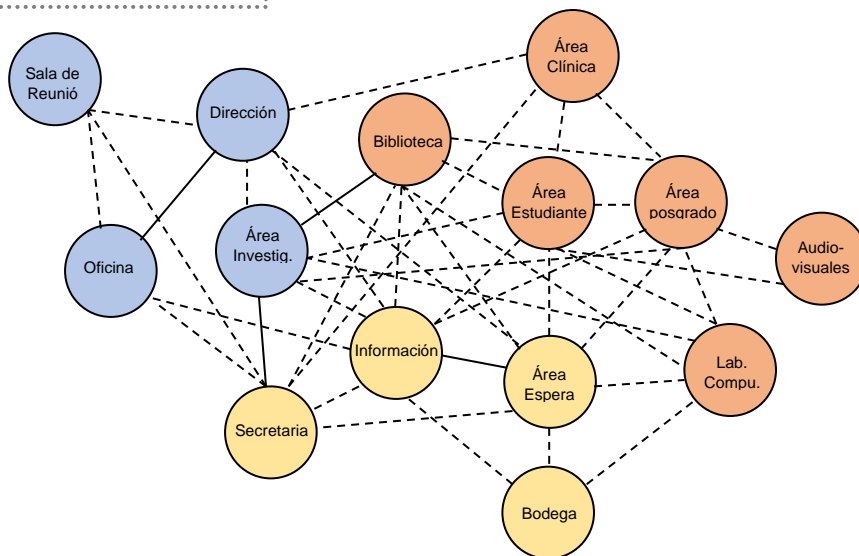 Sala de
Reunió
Dirección
Área
Clínica
Biblioteca
Área
Estudiante
Área
posgrado
Audio-
visuales
Oficina
Área
Investig.
Información
Área
Espera
Lab.
Compu.
Secretaria
Bodega